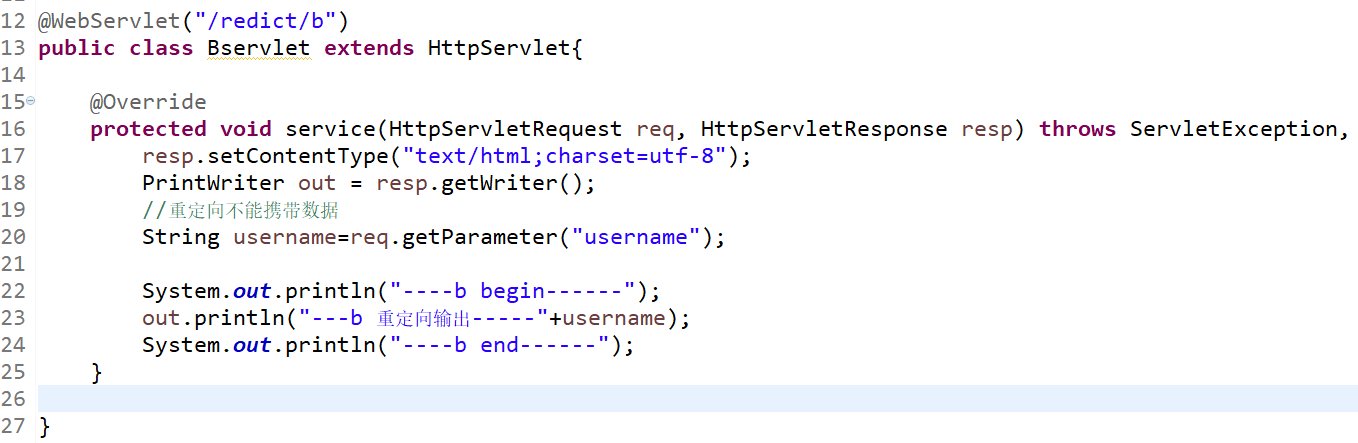 12 @WebServlet("/redict/b")
13 public class Bservlet extends HttpServlet{
14
15 @Override
16 protected void service(HttpServletRequest req, HttpServletResponse resp) throws ServletException,
17 resp.setContentType("text/html;charset=utf-8");
18 PrintWriter out = resp.getWriter();
19 //重定向不能携带数据
20 String username=req.getParameter("username");
21
22 System.out.println("----b begin------");
23 out.println("---b 重定向输出-----"+username);
24 System.out.println("----b end------");
25 }
26
27 }